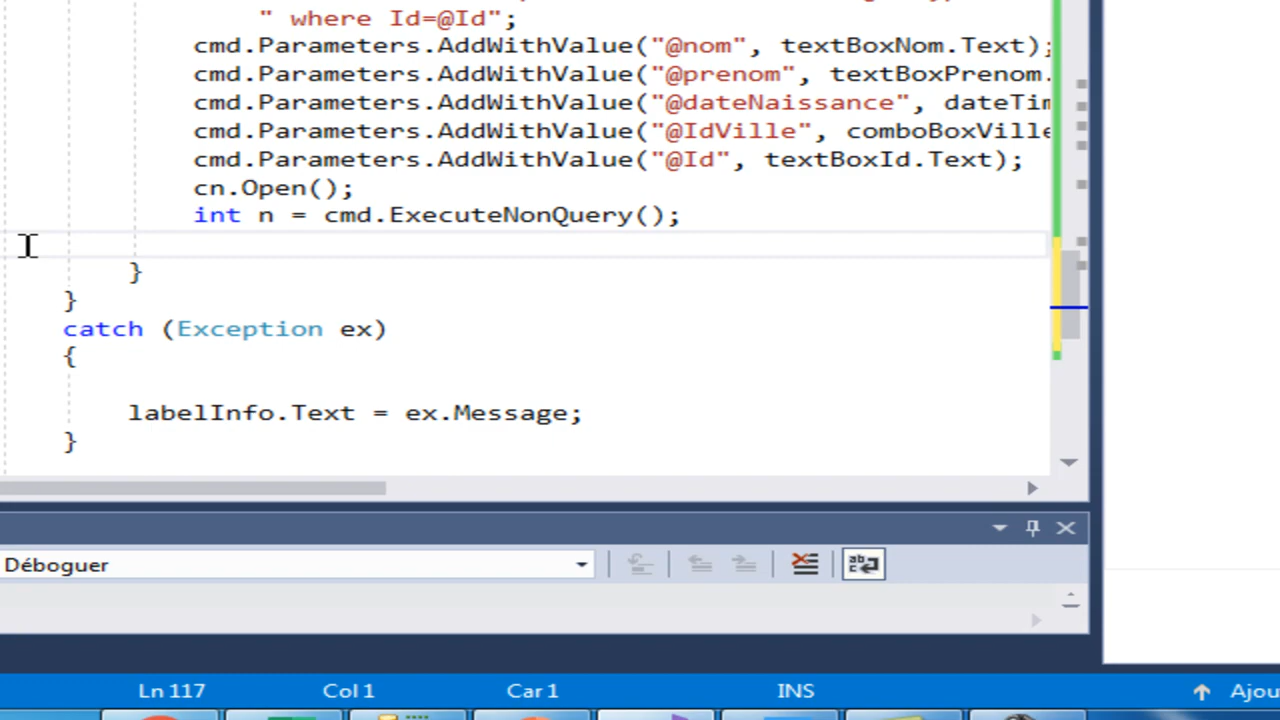 " where Id=@Id";
cmd.Parameters.AddWithValue("@nom", textBoxNom.Text);
cmd.Parameters.AddWithValue("@prenom", textBoxPrenom.
cmd.Parameters.AddWithValue("@dateNaissance", dateTim
cmd.Parameters.AddWithValue("@IdVille", comboBoxVille
cmd.Parameters.AddWithValue("@Id", textBoxId.Text);
cn.Open();
int n = cmd.ExecuteNonQuery();
}
}
catch (Exception ex)
{
labelInfo.Text = ex.Message;
}
Déboguer
Ln 117 Col 1 Car 1 INS Ajou